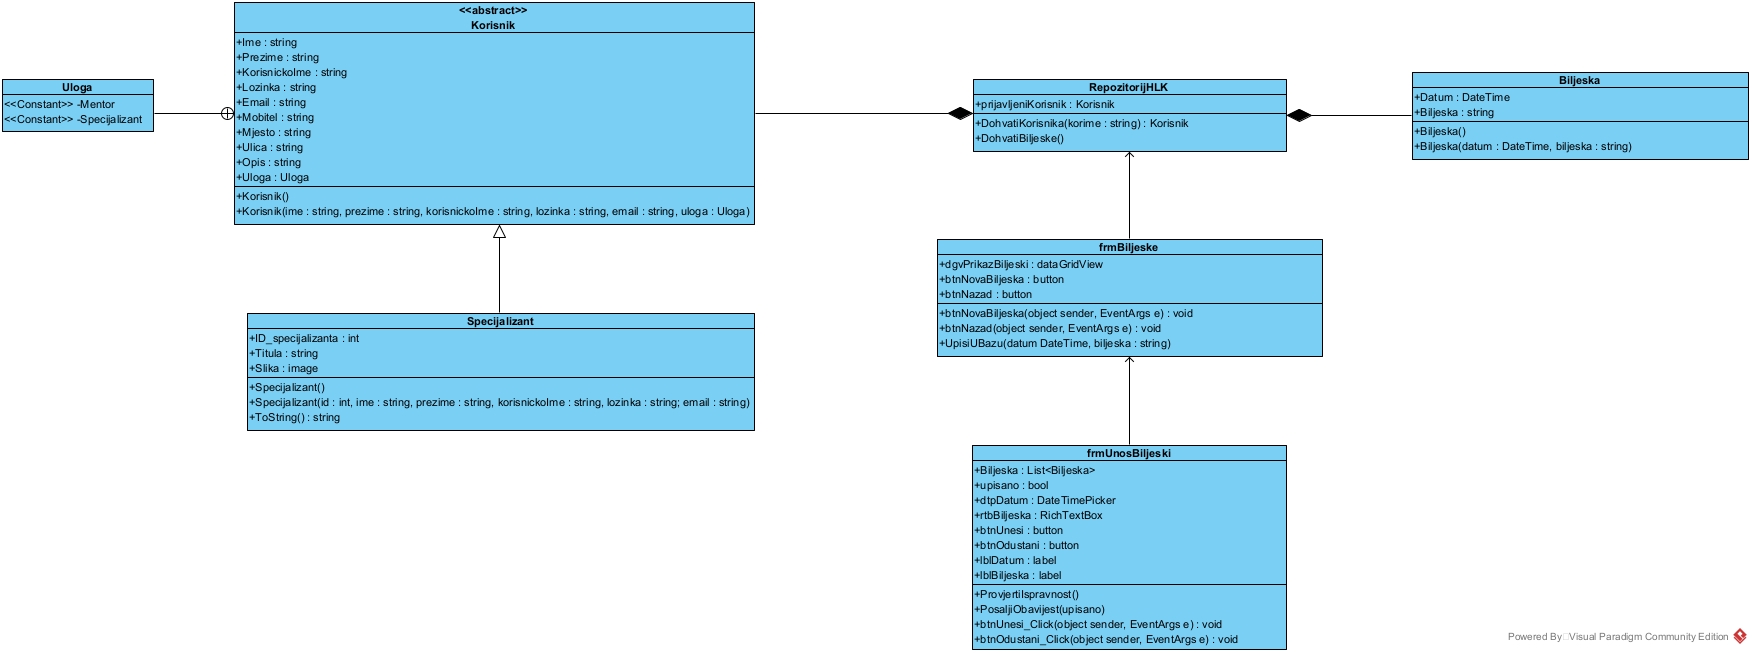 Uloga
<<Constant>> -Mentor
<<Constant>> -Specijalizant
<<abstract>>
Korisnik
+Ime : string
+Prezime : string
+KorisnickoIme : string
+Lozinka : string
+Email : string
+Mobitel : string
+Mjesto : string
+Ulica : string
+Opis : string
+Uloga : Uloga
+Korisnik()
+Korisnik(ime : string, prezime : string, korisnickoIme : string, lozinka : string, email : string, uloga : Uloga)
Specijalizant
+ID_specijalizanta : int
+Titula : string
+Slika : image
+Specijalizant()
+Specijalizant(id : int, ime : string, prezime : string, korisnickoIme : string, lozinka : string; email : string)
+ToString() : string
RepozitorijHLK
+prijavljeniKorisnik : Korisnik
+DohvatiKorisnika(korime : string) : Korisnik
+DohvatiBiljeske()
Biljeska
+Datum : DateTime
+Biljeska : string
+Biljeska()
+Biljeska(datum : DateTime, biljeska : string)
frmBiljeske
+dgvPrikazBiljeski : dataGridView
+btnNovaBiljeska : button
+btnNazad : button
+btnNovaBiljeska(object sender, EventArgs e) : void
+btnNazad(object sender, EventArgs e) : void
+UpisiUBazu(datum DateTime, biljeska : string)
frmUnosBiljeski
+Biljeska : List<Biljeska>
+upisano : bool
+dtpDatum : DateTimePicker
+rtbBiljeska : RichTextBox
+btnUnesi : button
+btnOdustani : button
+lblDatum : label
+lblBiljeska : label
+ProvjertiIspravnost()
+PosaljiObavijest(upisano)
+btnUnesi_Click(object sender, EventArgs e) : void
+btnOdustani_Click(object sender, EventArgs e) : void
Powered By Visual Paradigm Community Edition